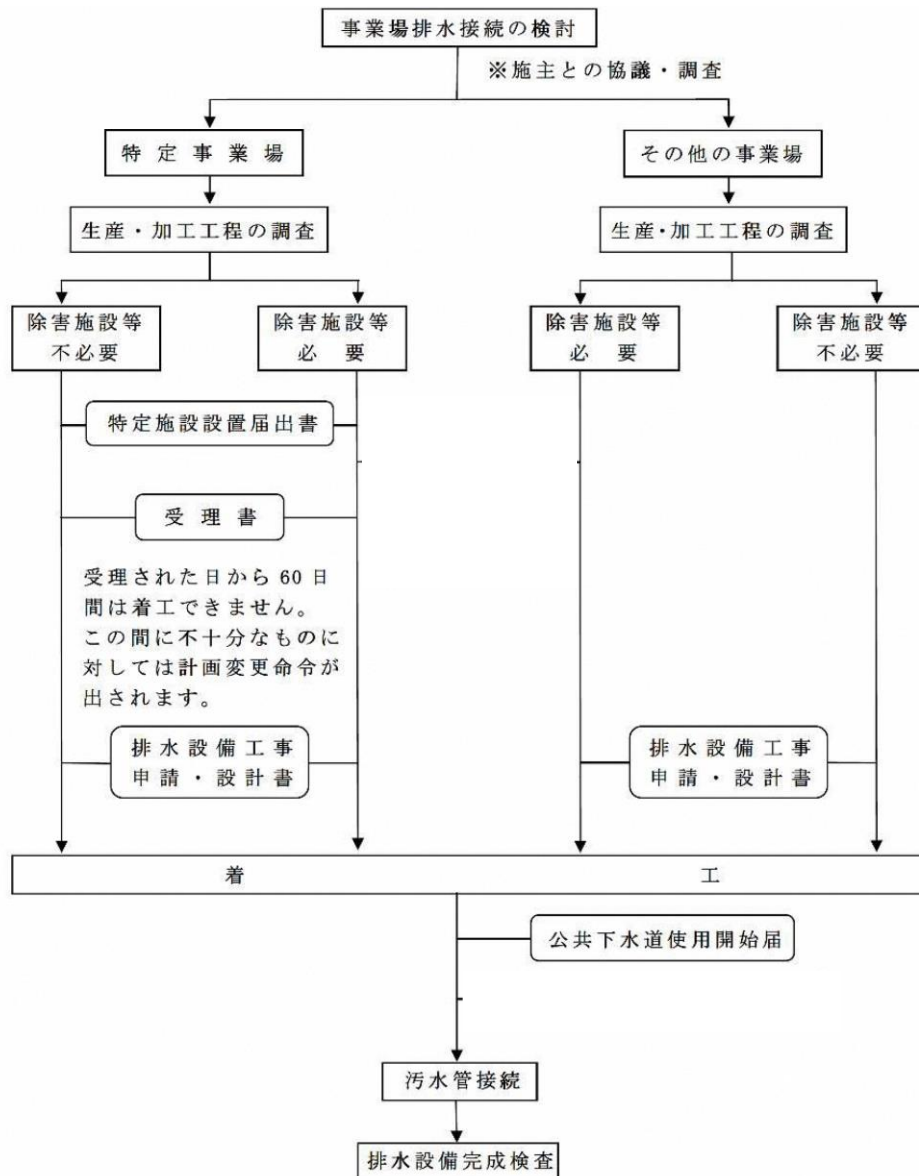 事業場排水接続の検討
※施主との協議・調査
特定事業場
その他の事業場
生産・加工工程の調査
生産・加工工程の調査
除害施設等
不必要
除害施設等
必要
除害施設等
必要
除害施設等
不必要
特定施設設置届出書
受理書
受理された日から 60 日
間は着工できません。
この間に不十分なものに
対しては計画変更命令が
出されます。
排水設備工事
申請・設計書
排水設備工事
申請・設計書
着工
公共下水道使用開始届
汚水管接続
排水設備完成検査